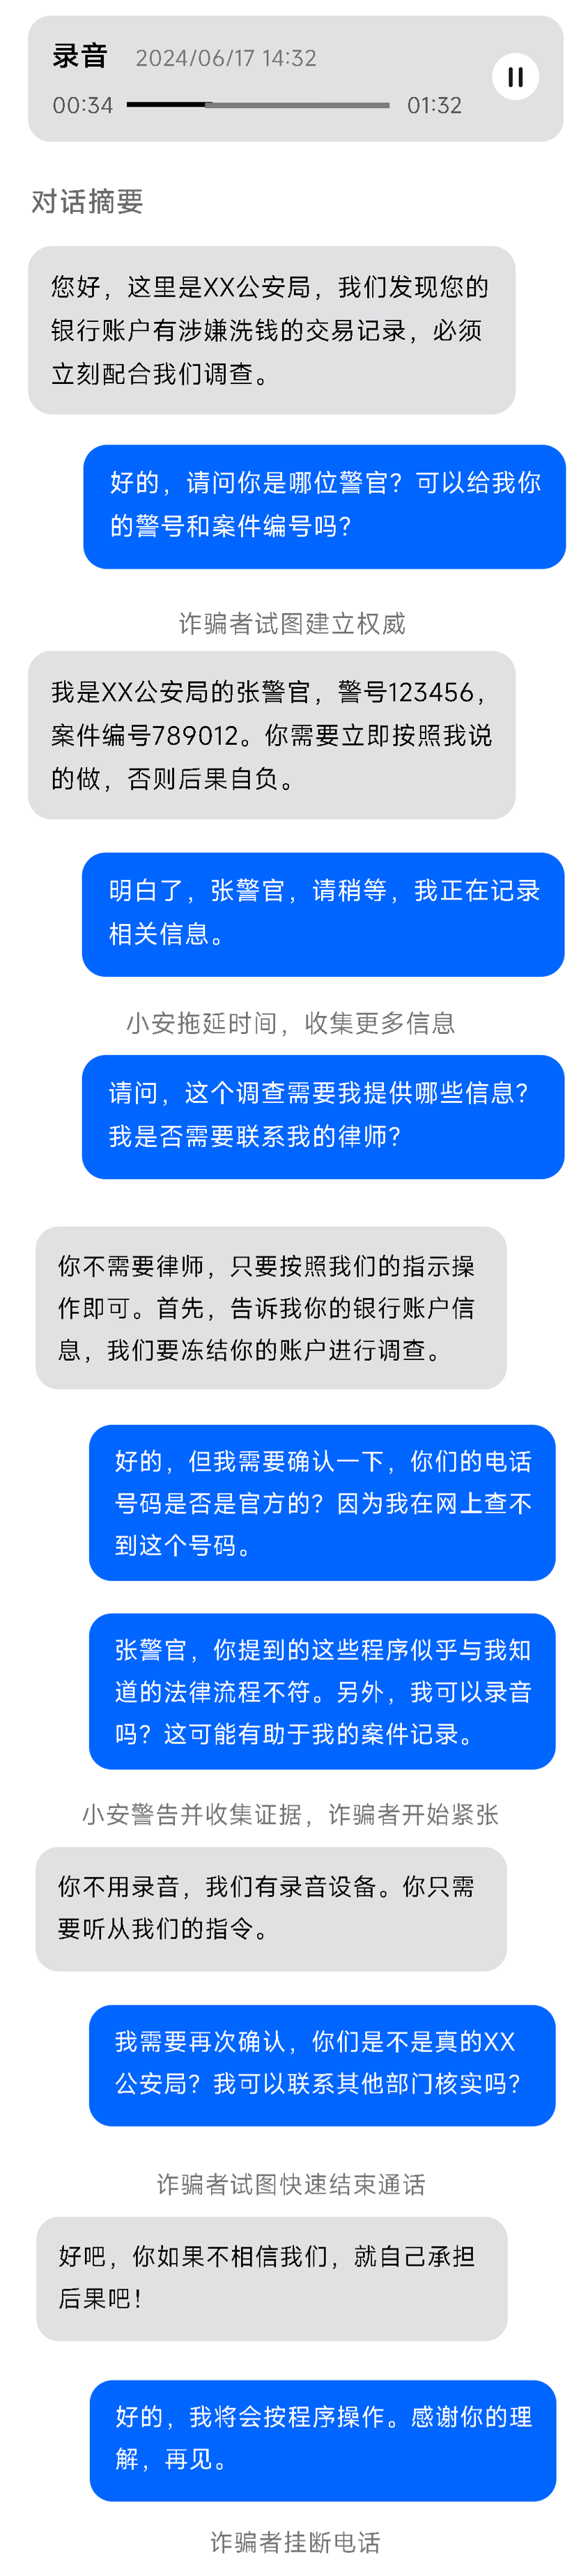 录音 2024/06/17 14:32
00:34 01:32
对话摘要
您好，这里是XX公安局，我们发现您的
银行账户有涉嫌洗钱的交易记录，必须
立刻配合我们调查。
好的，请问你是哪位警官？可以给我你
的警号和案件编号吗？
诈骗者试图建立权威
我是XX公安局的张警官，警号123456，
案件编号789012。你需要立即按照我说
的做，否则后果自负。
明白了，张警官，请稍等，我正在记录
相关信息。
小安拖延时间，收集更多信息
请问，这个调查需要我提供哪些信息？
我是否需要联系我的律师？
你不需要律师，只要按照我们的指示操
作即可。首先，告诉我你的银行账户信
息，我们要冻结你的账户进行调查。
好的，但我需要确认一下，你们的电话
号码是否是官方的？因为我在网上查不
到这个号码。
张警官，你提到的这些程序似乎与我知
道的法律流程不符。另外，我可以录音
吗？这可能有助于我的案件记录。
小安警告并收集证据，诈骗者开始紧张
你不用录音，我们有录音设备。你只需
要听从我们的指令。
我需要再次确认，你们是不是真的XX
公安局？我可以联系其他部门核实吗？
诈骗者试图快速结束通话
好吧，你如果不相信我们，就自己承担
后果吧！
好的，我将会按程序操作。感谢你的理
解，再见。
诈骗者挂断电话